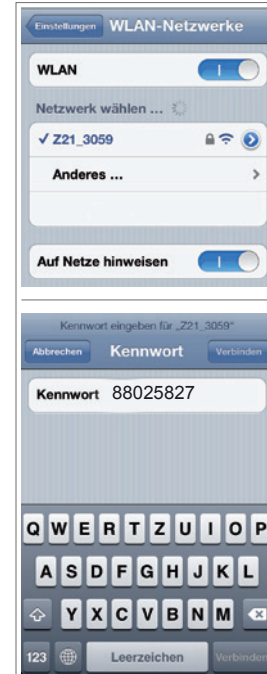 Einstellungen WLAN-Netzwerke
WLAN
Netzwerk wählen ...
✓ Z21_3059
Anderes ...
Auf Netze hinweisen
Kennwort eingeben für „Z21_3059“
Abbrechen Kennwort Verbinden
Kennwort 88025827
Q W E R T Z U I O P
A S D F G H J K L
Y X C V B N M
123 Leerzeichen Verbinden